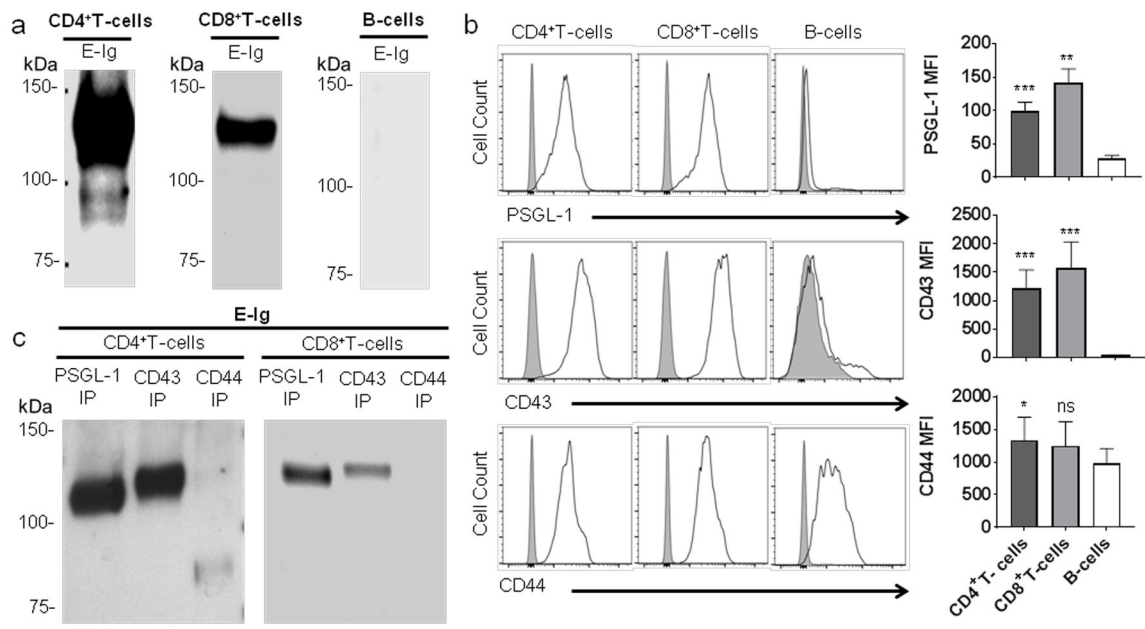 a
CD4⁺T-cells CD8⁺T-cells B-cells
E-Ig E-Ig E-Ig
kDa kDa kDa
150- 150- 150-
100- 100- 100-
75- 75- 75-
b
CD4⁺T-cells CD8⁺T-cells B-cells
Cell Count
PSGL-1
Cell Count
CD43
Cell Count
CD44
PSGL-1 MFI
200
150
100
50
0
*** **
CD43 MFI
2500
2000
1500
1000
500
0
*** ***
CD44 MFI
2000
1500
1000
500
0
* ns
CD4⁺T- cells CD8⁺T-cells B-cells
c
E-Ig
CD4⁺T-cells CD8⁺T-cells
PSGL-1 CD43 CD44 PSGL-1 CD43 CD44
IP IP IP IP IP IP
kDa
150-
100-
75-